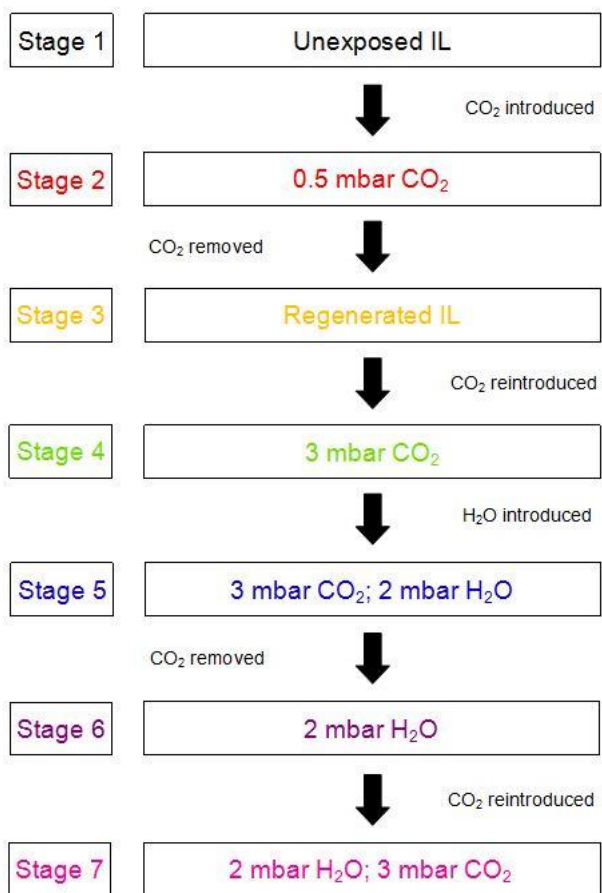 Stage 1
Unexposed IL
CO₂ introduced
Stage 2
0.5 mbar CO₂
CO₂ removed
Stage 3
Regenerated IL
CO₂ reintroduced
Stage 4
3 mbar CO₂
H₂O introduced
Stage 5
3 mbar CO₂; 2 mbar H₂O
CO₂ removed
Stage 6
2 mbar H₂O
CO₂ reintroduced
Stage 7
2 mbar H₂O; 3 mbar CO₂